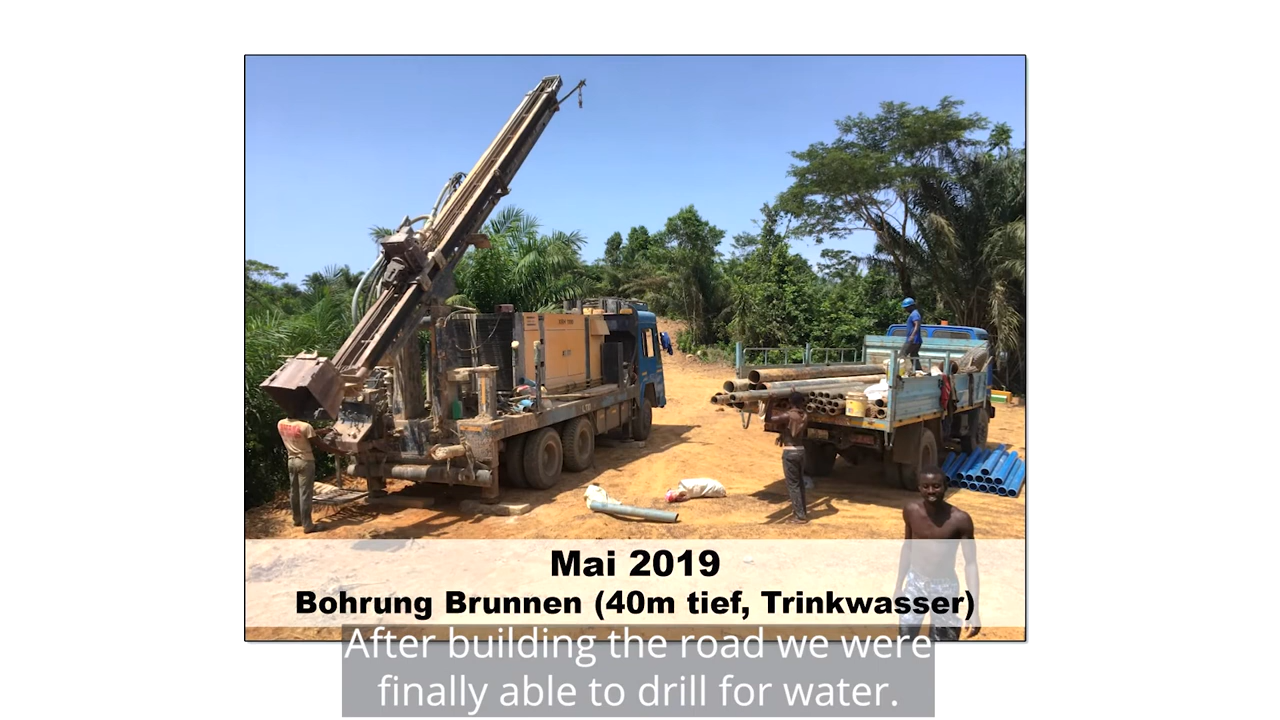 Mai 2019
Bohrung Brunnen (40m tief, Trinkwasser)
After building the road we were
finally able to drill for water.